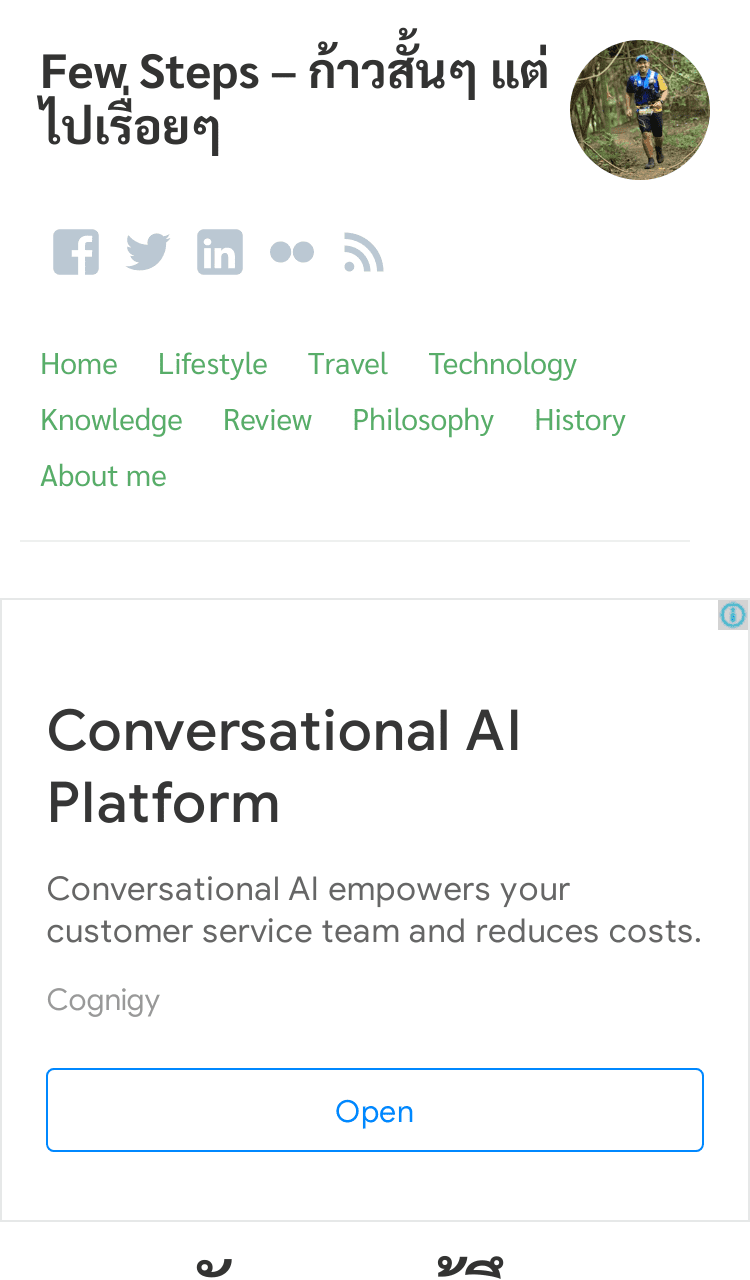 Few Steps – ก้าวสั้นๆ แต่
ไปเรื่อยๆ
Home Lifestyle Travel Technology
Knowledge Review Philosophy History
About me
Conversational AI
Platform
Conversational AI empowers your
customer service team and reduces costs.
Cognigy
Open